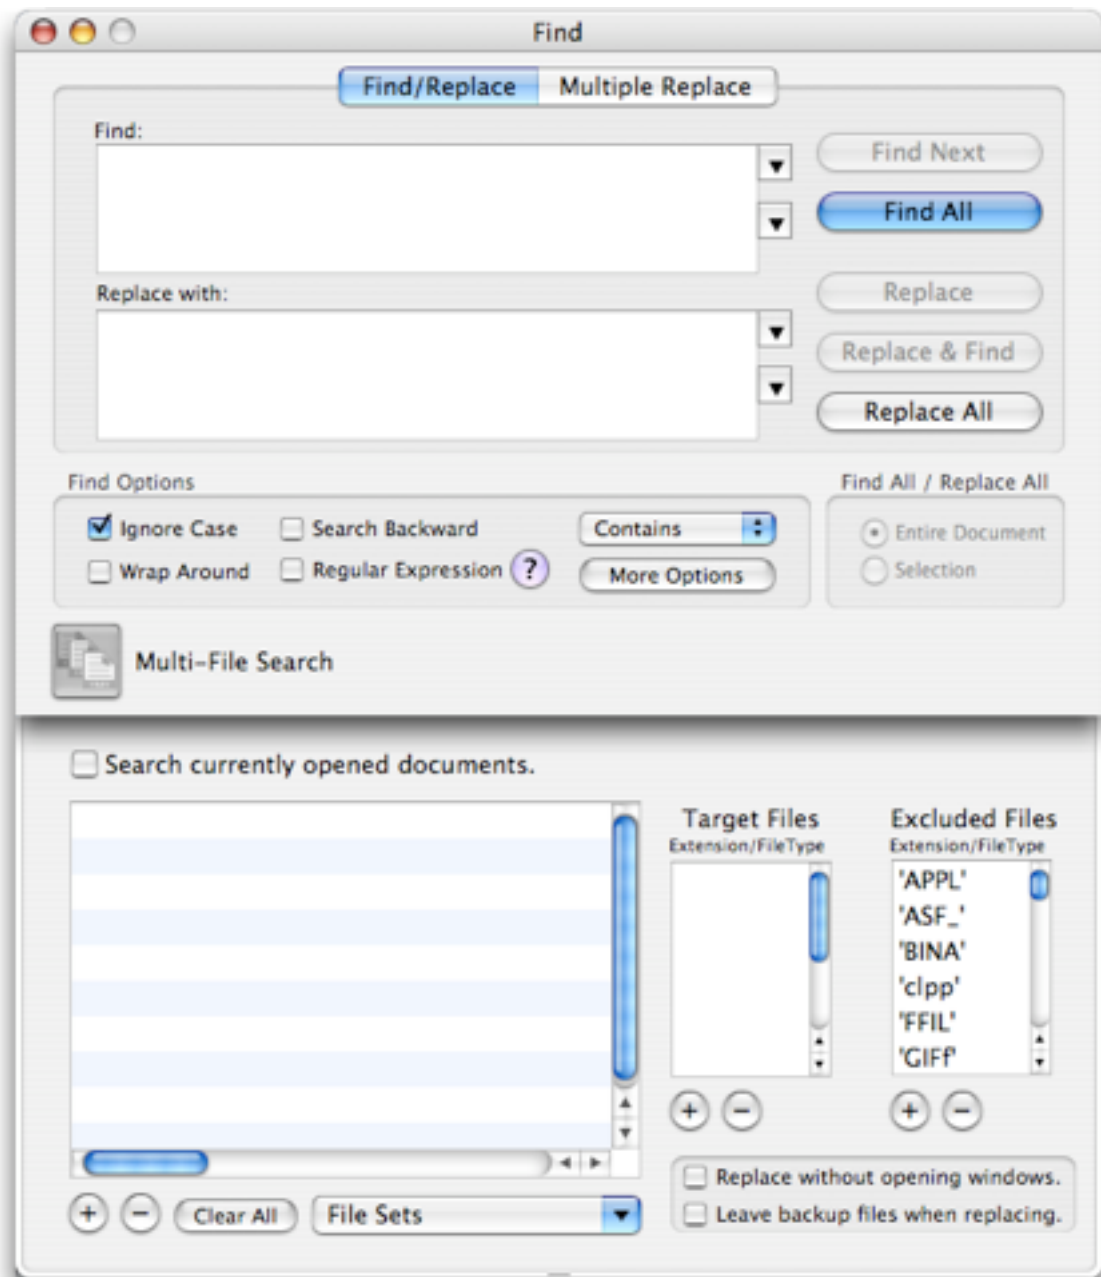 Find
Find/Replace Multiple Replace
Find:
Find Next
Find All
Replace with:
Replace
Replace & Find
Replace All
Find Options
Find All / Replace All
Ignore Case Search Backward Contains
Entire Document
Wrap Around Regular Expression ? More Options
Selection
Multi-File Search
Search currently opened documents.
Target Files Excluded Files
Extension/FileType Extension/FileType
'APPL'
'ASF_'
'BINA'
'clpp'
'FFIL'
'GIFf'
Replace without opening windows.
Clear All File Sets
Leave backup files when replacing.